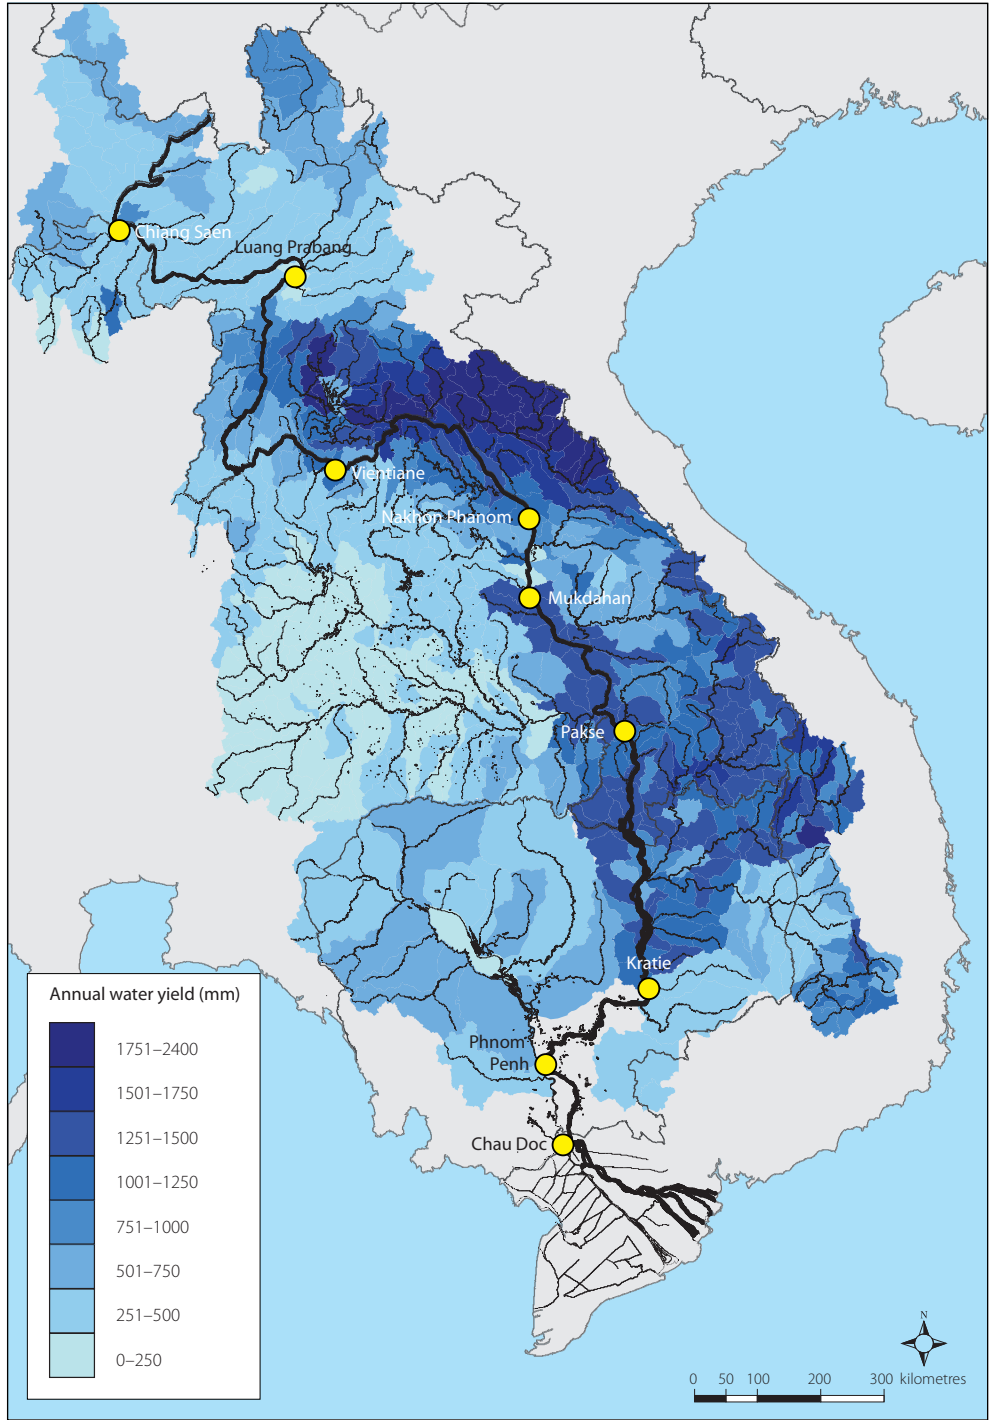 Chiang Saen
Luang Prabang
Vientiane
Nakhon Phanom
Mukdahan
Pakse
Kratie
Phnom
Penh
Chau Doc
Annual water yield (mm)
1751–2400
1501–1750
1251–1500
1001–1250
751–1000
501–750
251–500
0–250
N
0 50 100 200 300 kilometres